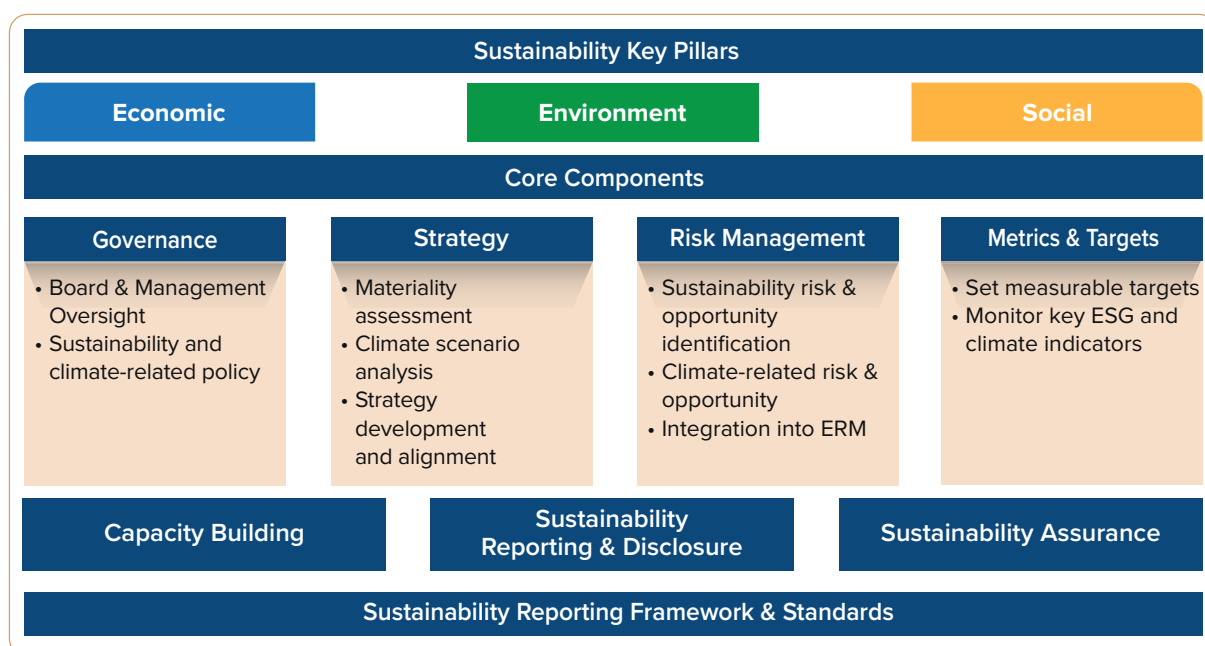 Sustainability Key Pillars
Economic
Environment
Social
Core Components
Governance
• Board & Management
Oversight
• Sustainability and
climate-related policy
Strategy
• Materiality
assessment
• Climate scenario
analysis
• Strategy
development
and alignment
Risk Management
• Sustainability risk &
opportunity
identification
• Climate-related risk &
opportunity
• Integration into ERM
Metrics & Targets
• Set measurable targets
• Monitor key ESG and
climate indicators
Capacity Building
Sustainability
Reporting & Disclosure
Sustainability Assurance
Sustainability Reporting Framework & Standards